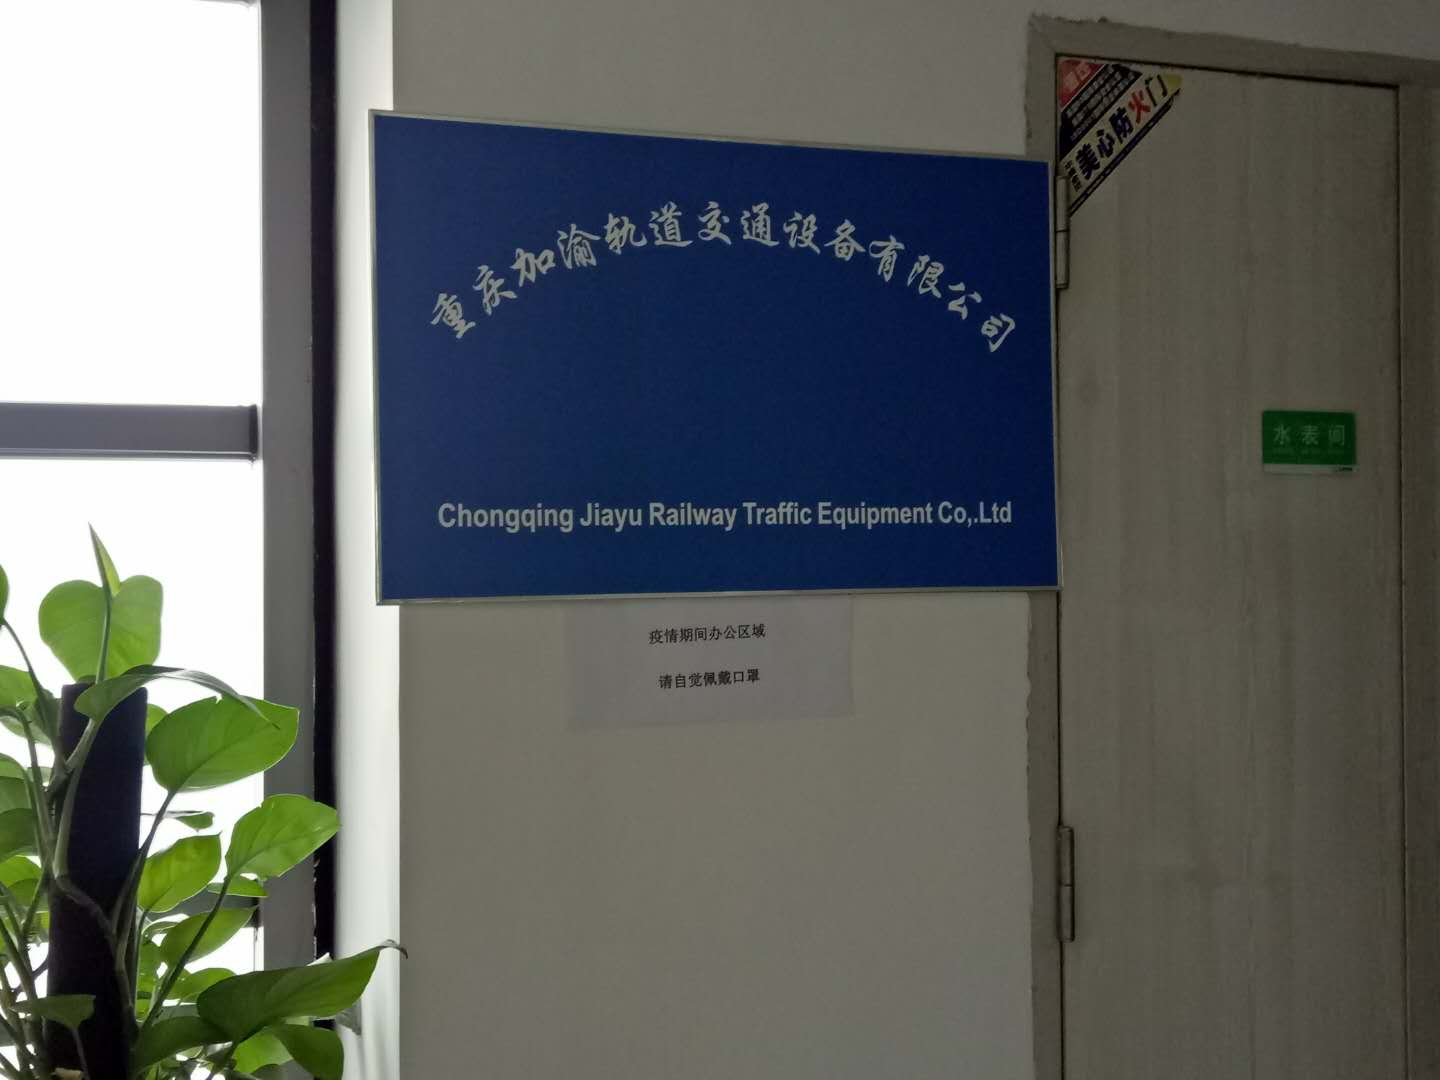 重庆加渝轨道交通设备有限公司
Chongqing Jiayu Railway Traffic Equipment Co,.Ltd
疫情期间办公区域
请自觉佩戴口罩
美心防火门
水表间